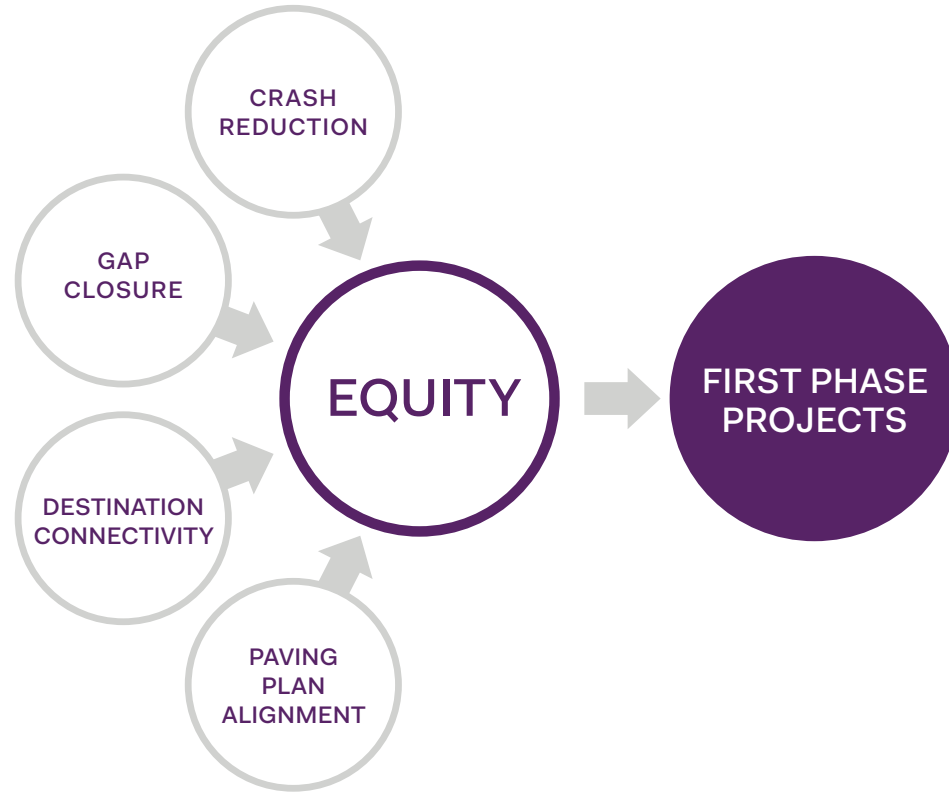 CRASH
REDUCTION
GAP
CLOSURE
DESTINATION
CONNECTIVITY
PAVING
PLAN
ALIGNMENT
EQUITY
FIRST PHASE
PROJECTS